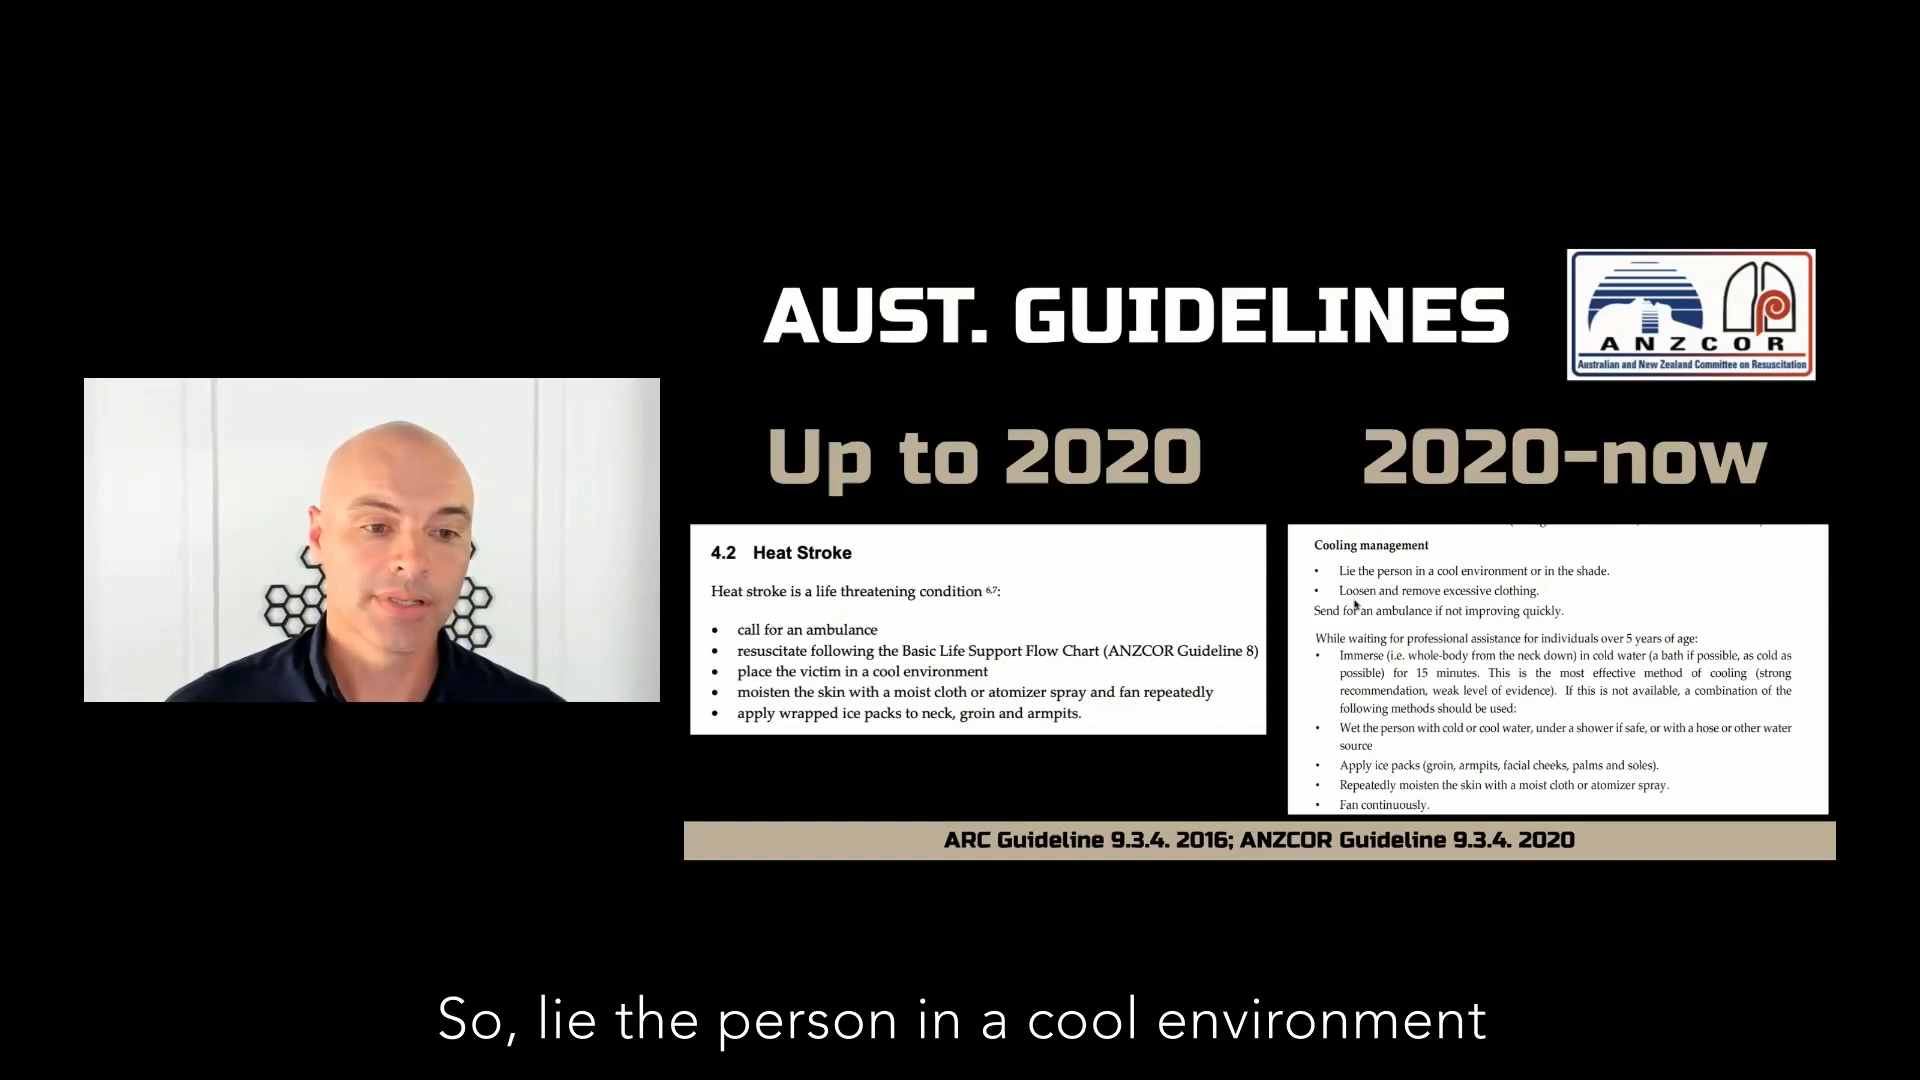 AUST. GUIDELINES
ANZCOR
Australian and New Zealand Committee on Resuscitation
Up to 2020
2020-now
4.2 Heat Stroke
Heat stroke is a life threatening condition 6,7:
• call for an ambulance
• resuscitate following the Basic Life Support Flow Chart (ANZCOR Guideline 8)
• place the victim in a cool environment
• moisten the skin with a moist cloth or atomizer spray and fan repeatedly
• apply wrapped ice packs to neck, groin and armpits.
Cooling management
• Lie the person in a cool environment or in the shade.
• Loosen and remove excessive clothing.
Send for an ambulance if not improving quickly.
While waiting for professional assistance for individuals over 5 years of age:
• Immerse (i.e. whole-body from the neck down) in cold water (a bath if possible, as cold as
possible) for 15 minutes. This is the most effective method of cooling (strong
recommendation, weak level of evidence). If this is not available, a combination of the
following methods should be used:
• Wet the person with cold or cool water, under a shower if safe, or with a hose or other water
source
• Apply ice packs (groin, armpits, facial cheeks, palms and soles).
• Repeatedly moisten the skin with a moist cloth or atomizer spray.
• Fan continuously.
ARC Guideline 9.3.4. 2016; ANZCOR Guideline 9.3.4. 2020
So, lie the person in a cool environment